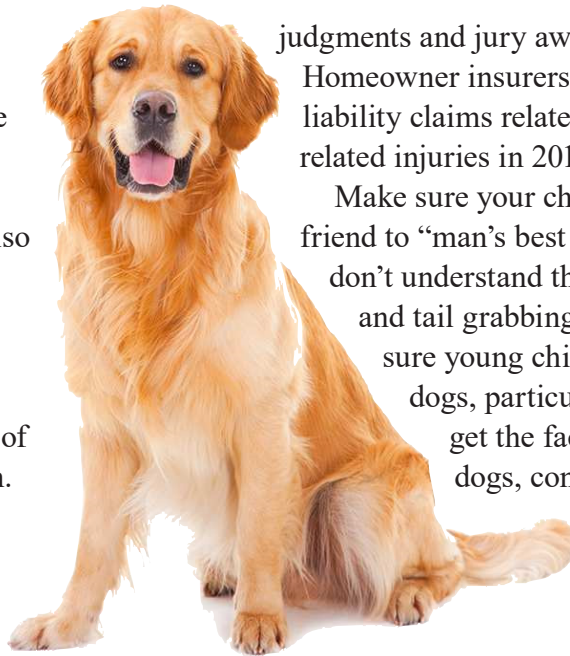 e
so
of
n.
judgments and jury aw
Homeowner insurers
liability claims relate
related injuries in 201
Make sure your ch
friend to “man’s best
don’t understand th
and tail grabbing
sure young chi
dogs, particu
get the fac
dogs, con